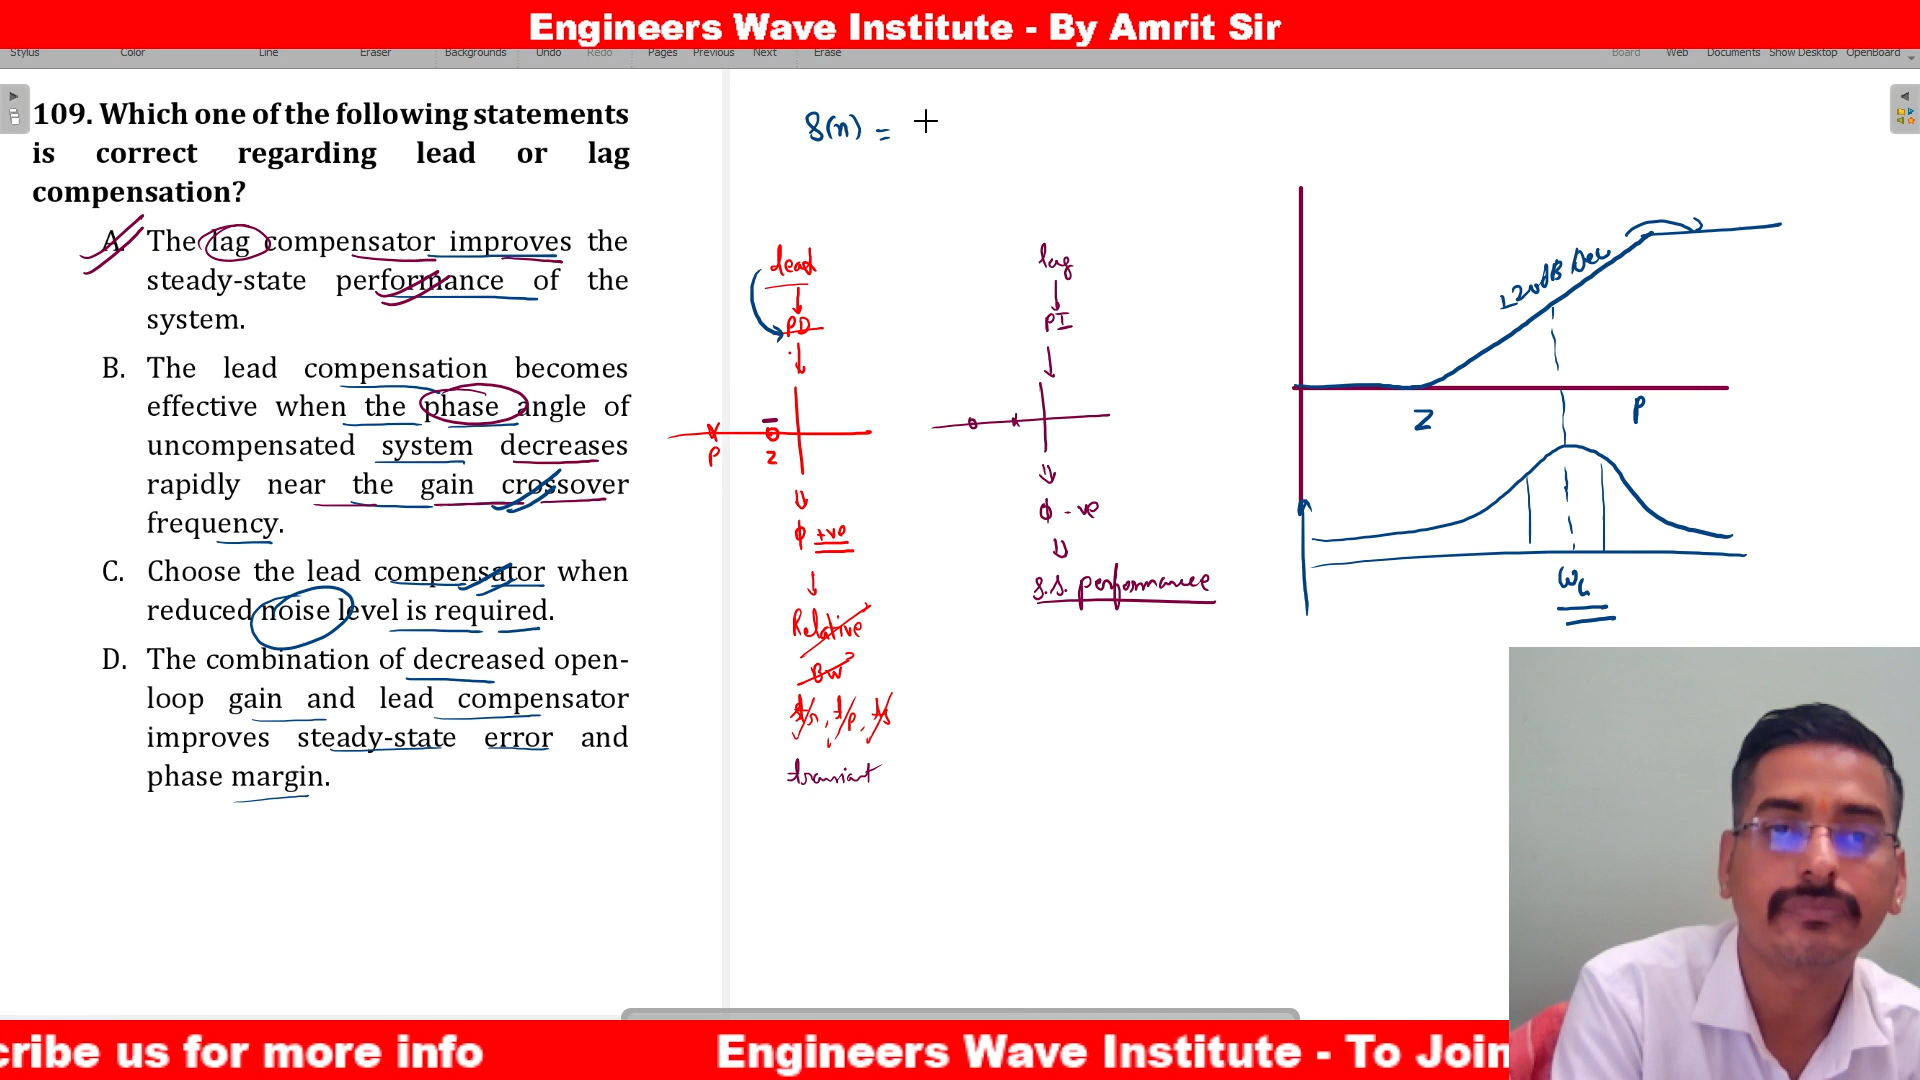 Engineers Wave Institute - By Amrit Sir
Stylus Color Line Eraser Backgrounds Undo Redo Pages Previous Next Erase Board Web Documents Show Desktop OpenBoard
109. Which one of the following statements
is correct regarding lead or lag
compensation?
A. The lag compensator improves the
steady-state performance of the
system.
B. The lead compensation becomes
effective when the phase angle of
uncompensated system decreases
rapidly near the gain crossover
frequency.
C. Choose the lead compensator when
reduced noise level is required.
D. The combination of decreased open-
loop gain and lead compensator
improves steady-state error and
phase margin.
lead
PD
P Z
ϕ +ve
Relative
BW
transient
lag
PI
ϕ -ve
s.s. performance
Z P
cribe us for more info
Engineers Wave Institute - To Join